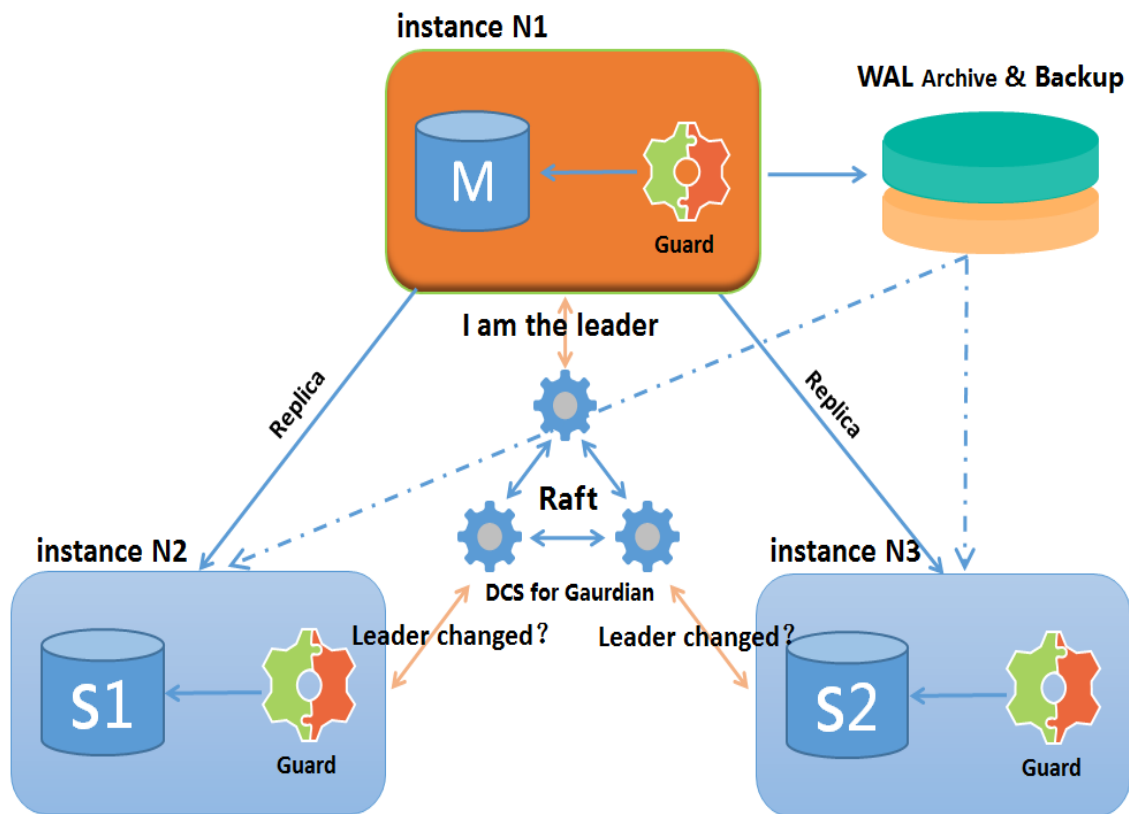 instance N1
WAL Archive & Backup
M
Guard
I am the leader
Replica
Replica
Raft
instance N2
instance N3
DCS for Gaurdian
Leader changed？
Leader changed？
S1
Guard
S2
Guard